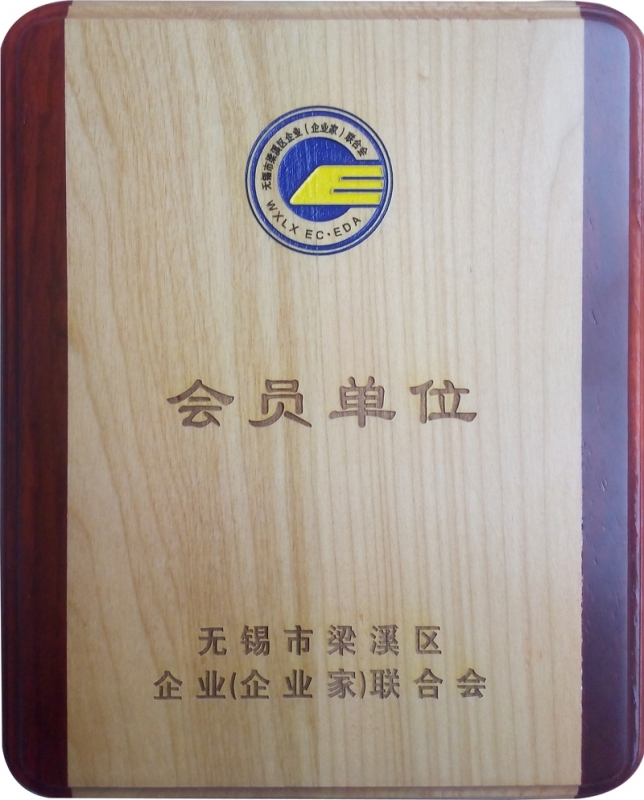 无锡市梁溪区企业（企业家）联合会
WXLX EC·EDA
会员单位
无锡市梁溪区
企业(企业家)联合会